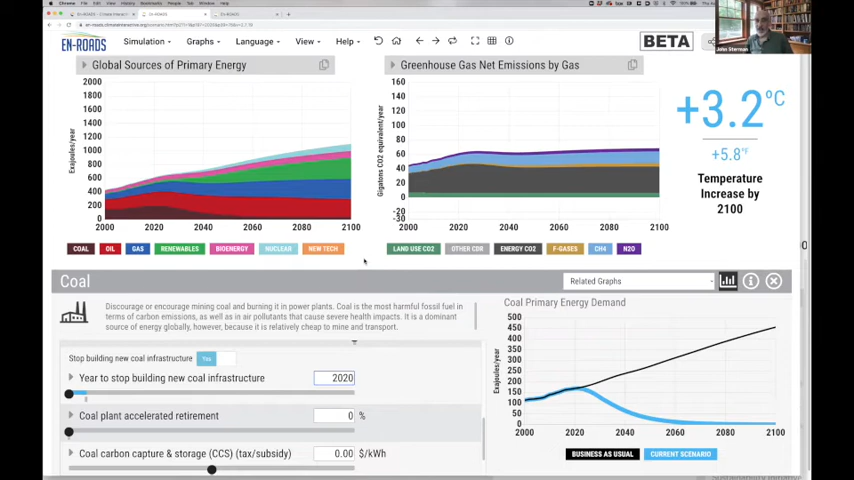 EN-ROADS
Simulation
Graphs
Language
View
Help
BETA
John Sterman
Global Sources of Primary Energy
Exajoules/year
2000
1800
1600
1400
1200
1000
800
600
400
200
0
2000 2020 2040 2060 2080 2100
COAL OIL GAS RENEWABLES BIOENERGY NUCLEAR NEW TECH
Greenhouse Gas Net Emissions by Gas
Gigatons CO2 equivalent/year
160
140
120
100
80
60
40
20
0
-20
-30
2000 2020 2040 2060 2080 2100
LAND USE CO2 OTHER CDR ENERGY CO2 F-GASES CH4 N2O
+3.2°C
+5.8°F
Temperature
Increase by
2100
Coal
Related Graphs
Discourage or encourage mining coal and burning it in power plants. Coal is the most harmful fossil fuel in
terms of carbon emissions, as well as in air pollutants that cause severe health impacts. It is a dominant
source of energy globally, however, because it is relatively cheap to mine and transport.
Stop building new coal infrastructure Yes
Year to stop building new coal infrastructure 2020
Coal plant accelerated retirement 0 %
Coal carbon capture & storage (CCS) (tax/subsidy) 0.00 $/kWh
Coal Primary Energy Demand
Exajoules/year
500
450
400
350
300
250
200
150
100
50
0
2000 2020 2040 2060 2080 2100
BUSINESS AS USUAL CURRENT SCENARIO